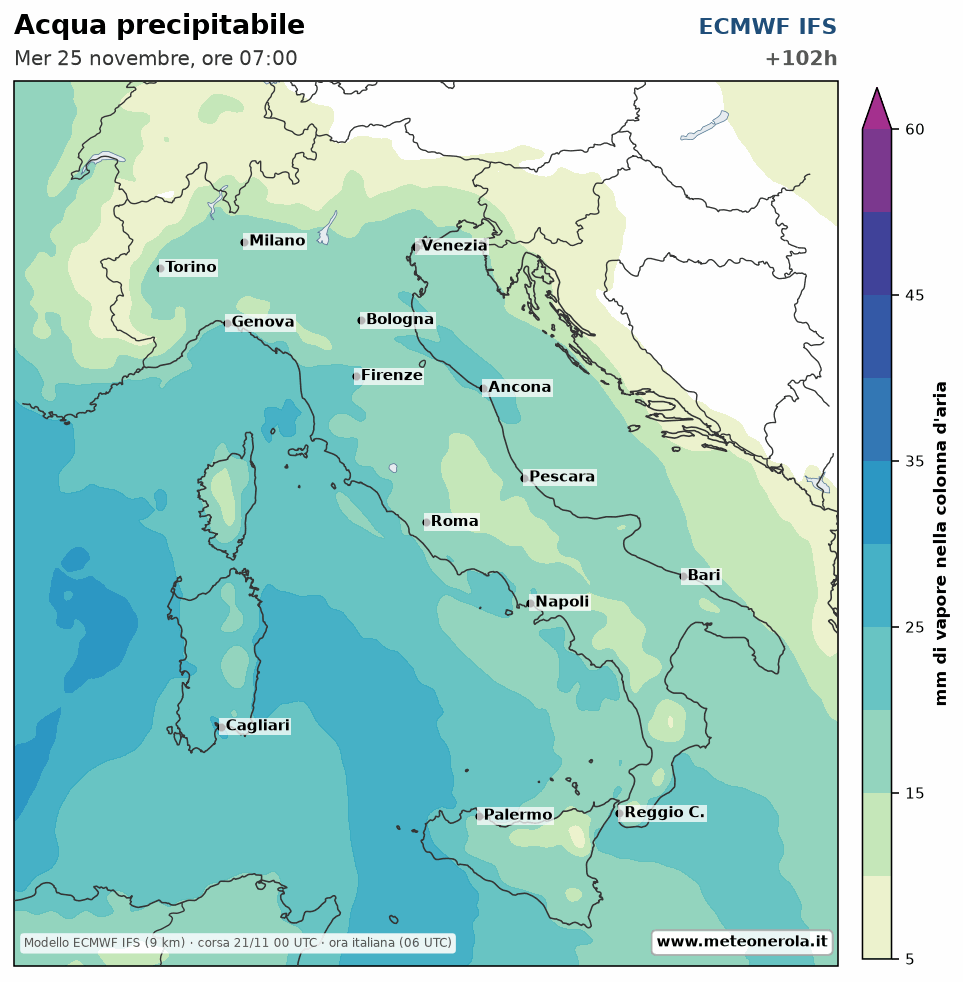 Acqua precipitabile
ECMWF IFS
Mer 25 novembre, ore 07:00
+102h
60
45
35
25
15
5
mm di vapore nella colonna d'aria
Milano
Venezia
Torino
Genova
Bologna
Firenze
Ancona
Pescara
Roma
Bari
Napoli
Cagliari
Palermo
Reggio C.
Modello ECMWF IFS (9 km) · corsa 21/11 00 UTC · ora italiana (06 UTC)
www.meteonerola.it